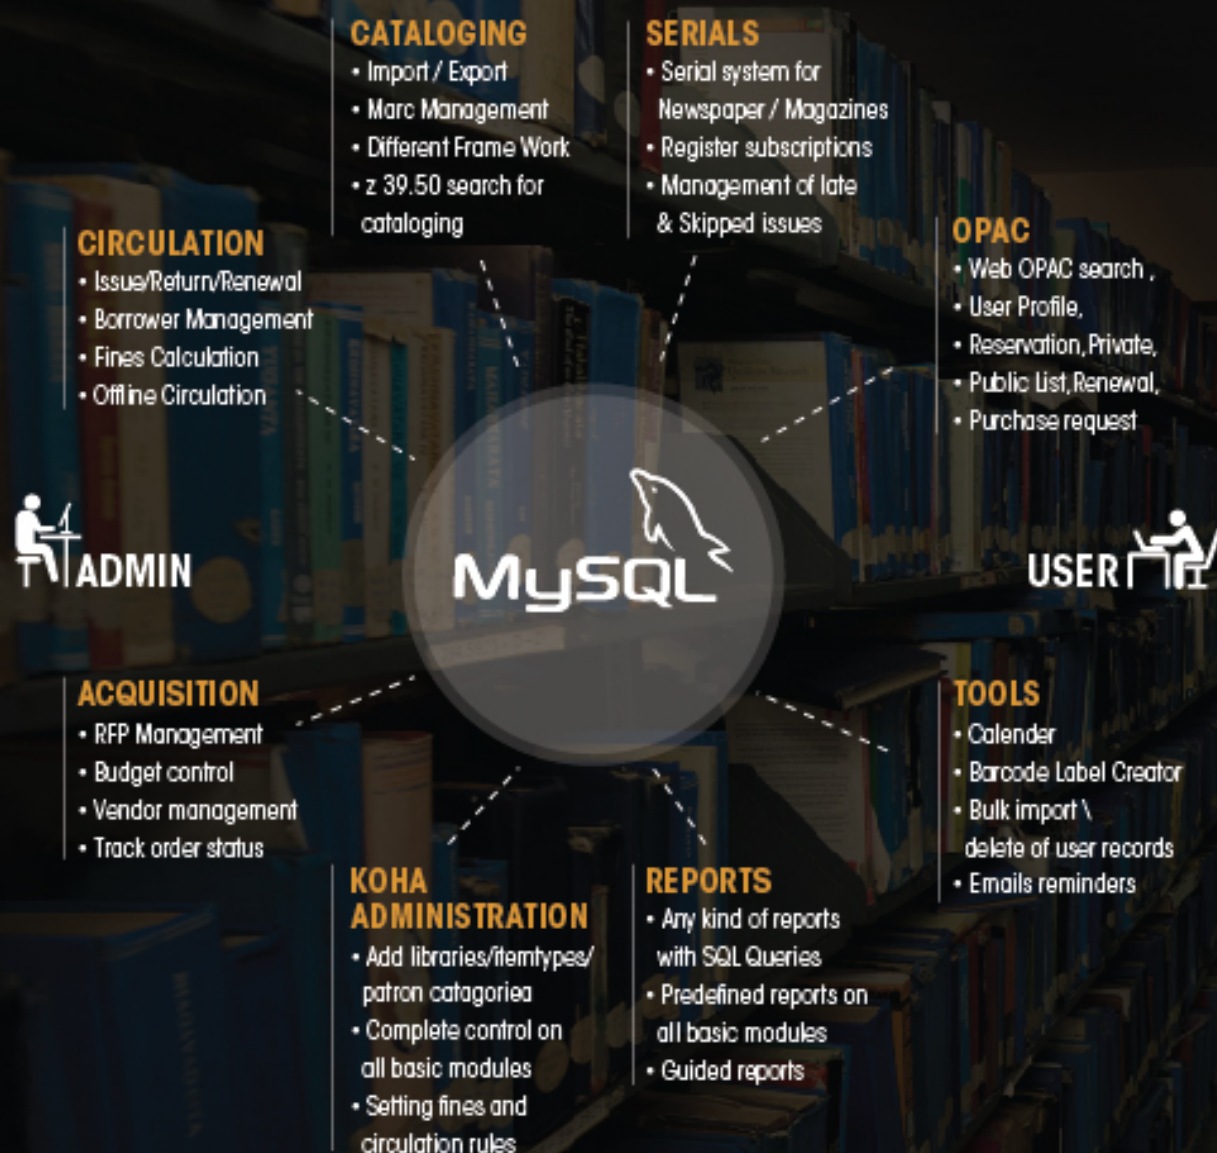 CATALOGING
• Import / Export
• Marc Management
• Different Frame Work
• z 39.50 search for
cataloging
SERIALS
• Serial system for
Newspaper / Magazines
• Register subscriptions
• Management of late
& Skipped issues
CIRCULATION
• Issue/Return/Renewal
• Borrower Management
• Fines Calculation
• Offline Circulation
OPAC
• Web OPAC search ,
• User Profile,
• Reservation, Private,
• Public List, Renewal,
• Purchase request
ADMIN
MySQL
USER
ACQUISITION
• RFP Management
• Budget control
• Vendor management
• Track order status
TOOLS
• Calender
• Barcode Label Creator
• Bulk import \
delete of user records
• Emails reminders
KOHA
ADMINISTRATION
• Add libraries/itemtypes/
patron catagoriea
• Complete control on
all basic modules
• Setting fines and
circulation rules
REPORTS
• Any kind of reports
with SQL Queries
• Predefined reports on
all basic modules
• Guided reports